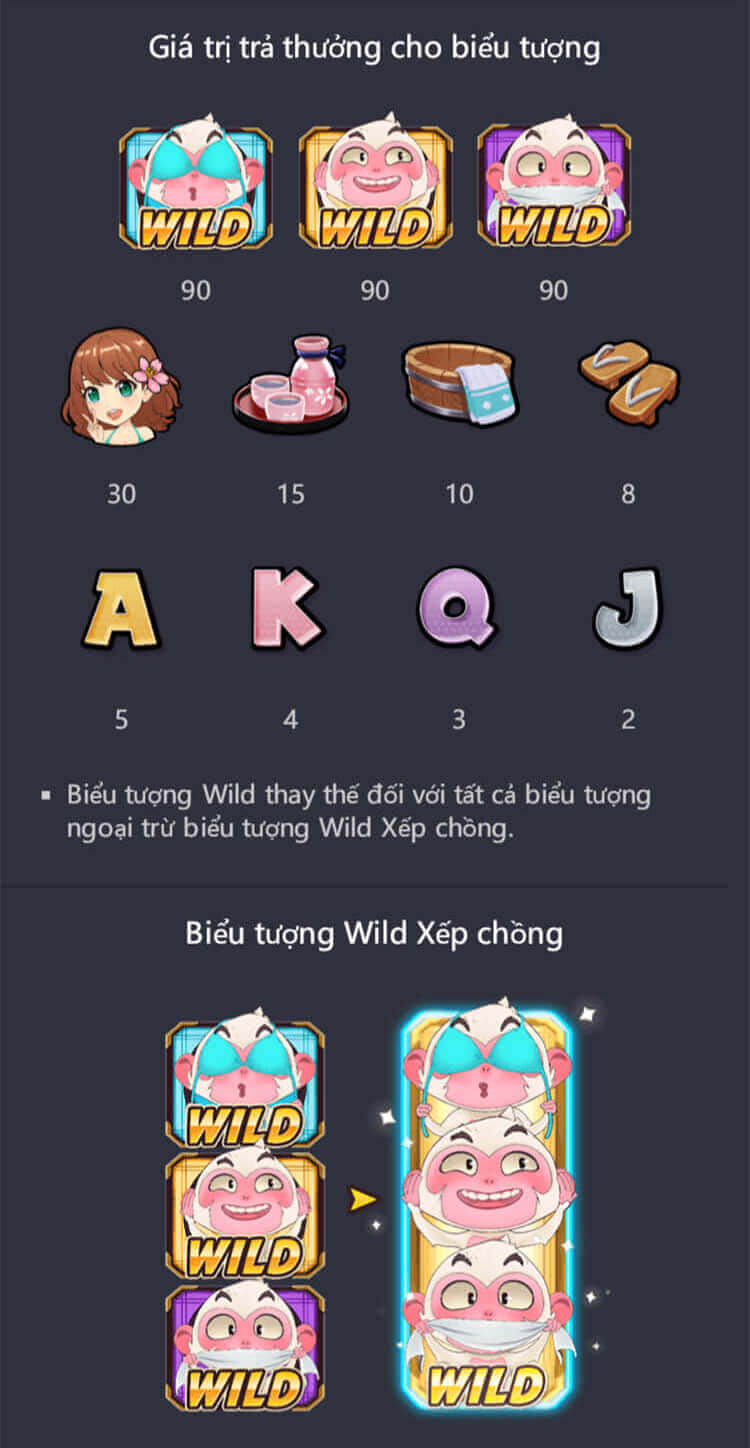 Giá trị trả thưởng cho biểu tượng
WILD WILD WILD
90 90 90
30 15 10 8
A K Q J
5 4 3 2
▪ Biểu tượng Wild thay thế đối với tất cả biểu tượng
ngoại trừ biểu tượng Wild Xếp chồng.
Biểu tượng Wild Xếp chồng
WILD
WILD
WILD WILD